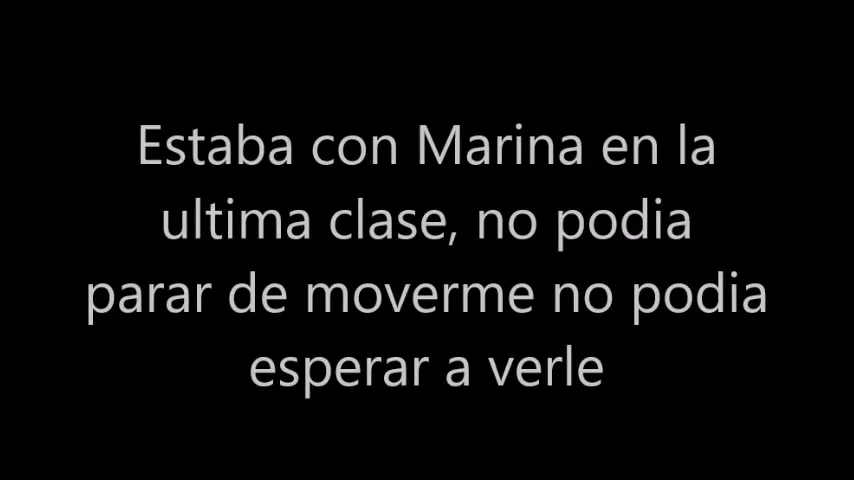 Estaba con Marina en la
ultima clase, no podia
parar de moverme no podia
esperar a verle